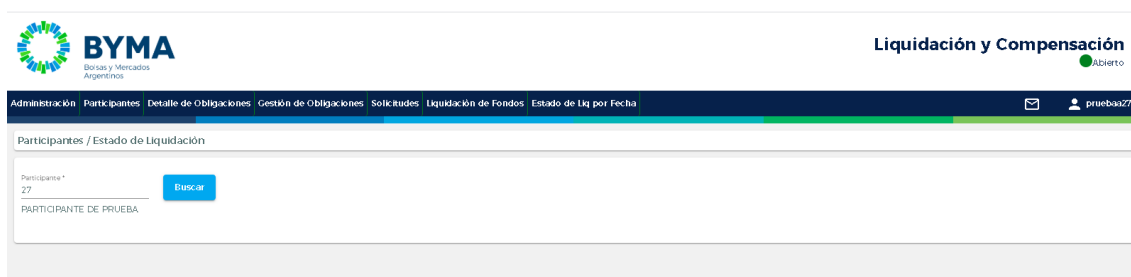 BYMA
Bolsas y Mercados
Argentinos
Liquidación y Compensación
Abierto
Administración Participantes Detalle de Obligaciones Gestión de Obligaciones Solicitudes Liquidación de Fondos Estado de Liq por Fecha pruebaa27
Participantes / Estado de Liquidación
Participante *
27
Buscar
PARTICIPANTE DE PRUEBA